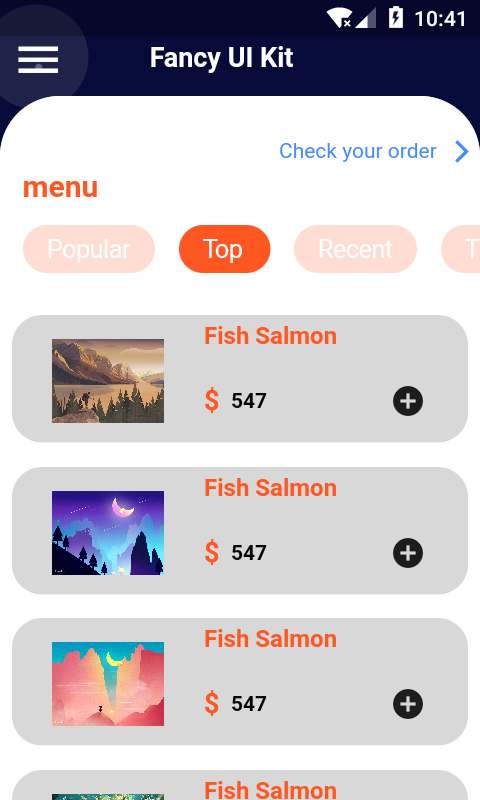 10:41
Fancy UI Kit
Check your order
menu
Popular Top Recent T
Fish Salmon
$ 547
Fish Salmon
$ 547
Fish Salmon
$ 547
Fish Salmon